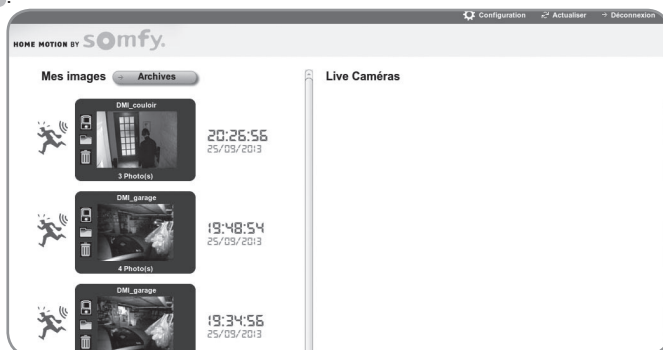 Configuration Actualiser Déconnexion
HOME MOTION BY somfy.
Mes images Archives
Live Caméras
DMI_couloir
20:26:56
25/09/2013
3 Photo(s)
DMI_garage
19:48:54
25/09/2013
4 Photo(s)
DMI_garage
19:34:56
25/09/2013